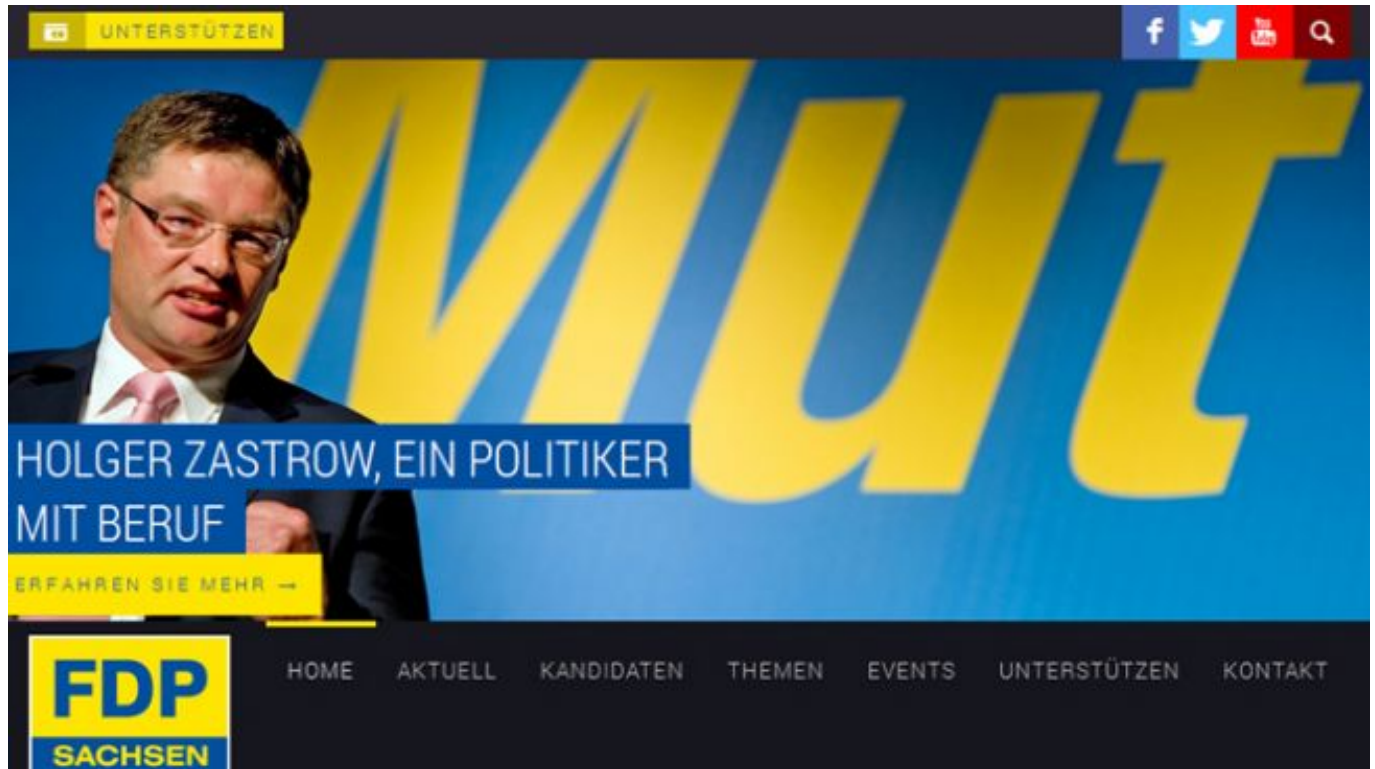 UNTERSTÜTZEN
Mut
HOLGER ZASTROW, EIN POLITIKER
MIT BERUF
ERFAHREN SIE MEHR →
FDP
SACHSEN
HOME AKTUELL KANDIDATEN THEMEN EVENTS UNTERSTÜTZEN KONTAKT